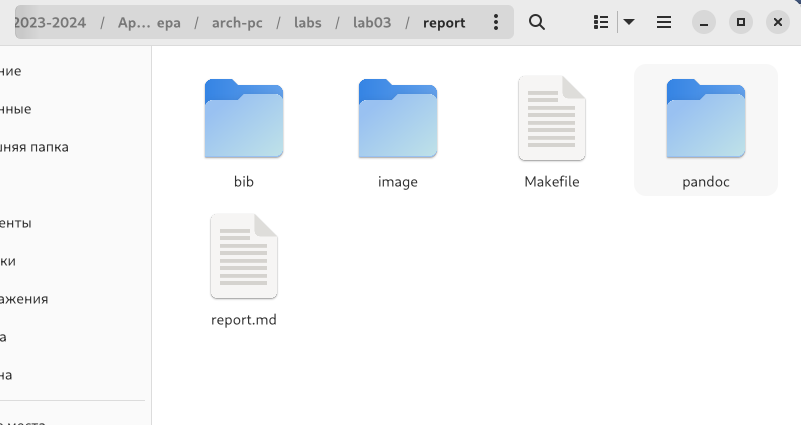 2023-2024 / Ap... epa / arch-pc / labs / lab03 / report
ние
нные
няя папка
bib image Makefile pandoc
енты
ки
ажения
report.md
а
на